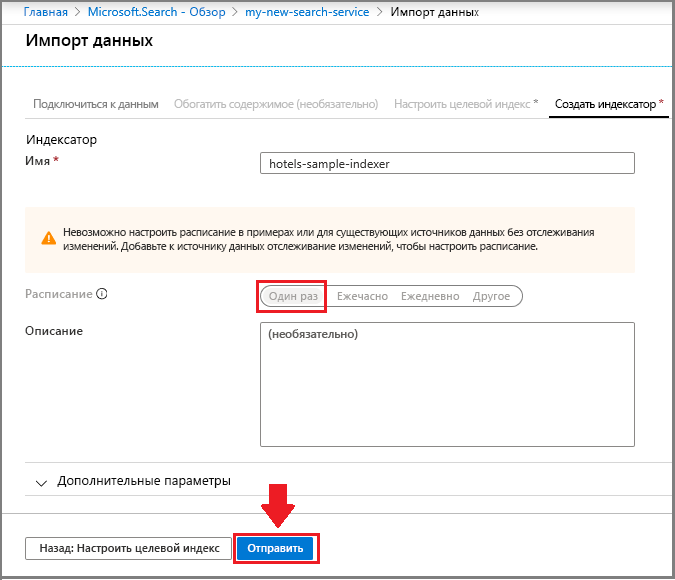 Главная > Microsoft.Search - Обзор > my-new-search-service > Импорт данных
Импорт данных
Подключиться к данным Обогатить содержимое (необязательно) Настроить целевой индекс * Создать индексатор *
Индексатор
Имя * hotels-sample-indexer
Невозможно настроить расписание в примерах или для существующих источников данных без отслеживания
изменений. Добавьте к источнику данных отслеживание изменений, чтобы настроить расписание.
Расписание Один раз Ежечасно Ежедневно Другое
Описание (необязательно)
Дополнительные параметры
Назад: Настроить целевой индекс Отправить